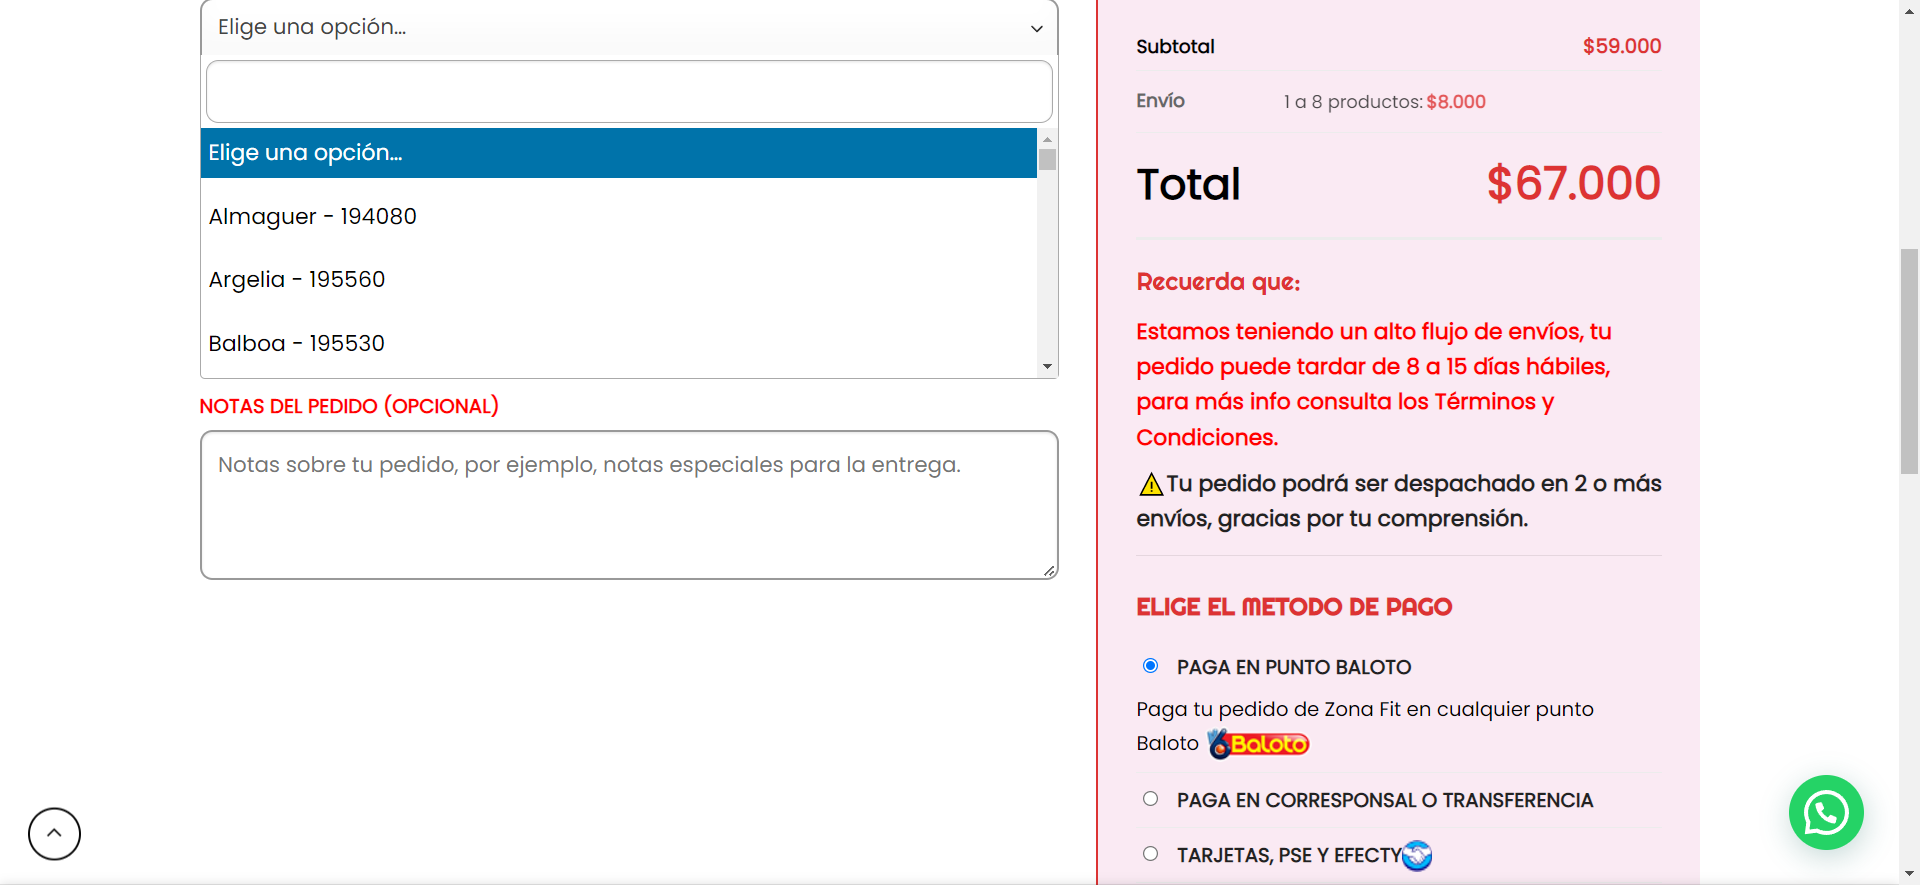 Elige una opción...
Elige una opción...
Almaguer - 194080
Argelia - 195560
Balboa - 195530
NOTAS DEL PEDIDO (OPCIONAL)
Notas sobre tu pedido, por ejemplo, notas especiales para la entrega.
Subtotal $59.000
Envío 1 a 8 productos: $8.000
Total $67.000
Recuerda que:
Estamos teniendo un alto flujo de envíos, tu
pedido puede tardar de 8 a 15 días hábiles,
para más info consulta los Términos y
Condiciones.
Tu pedido podrá ser despachado en 2 o más
envíos, gracias por tu comprensión.
ELIGE EL METODO DE PAGO
PAGA EN PUNTO BALOTO
Paga tu pedido de Zona Fit en cualquier punto
Baloto Baloto
PAGA EN CORRESPONSAL O TRANSFERENCIA
TARJETAS, PSE Y EFECTY